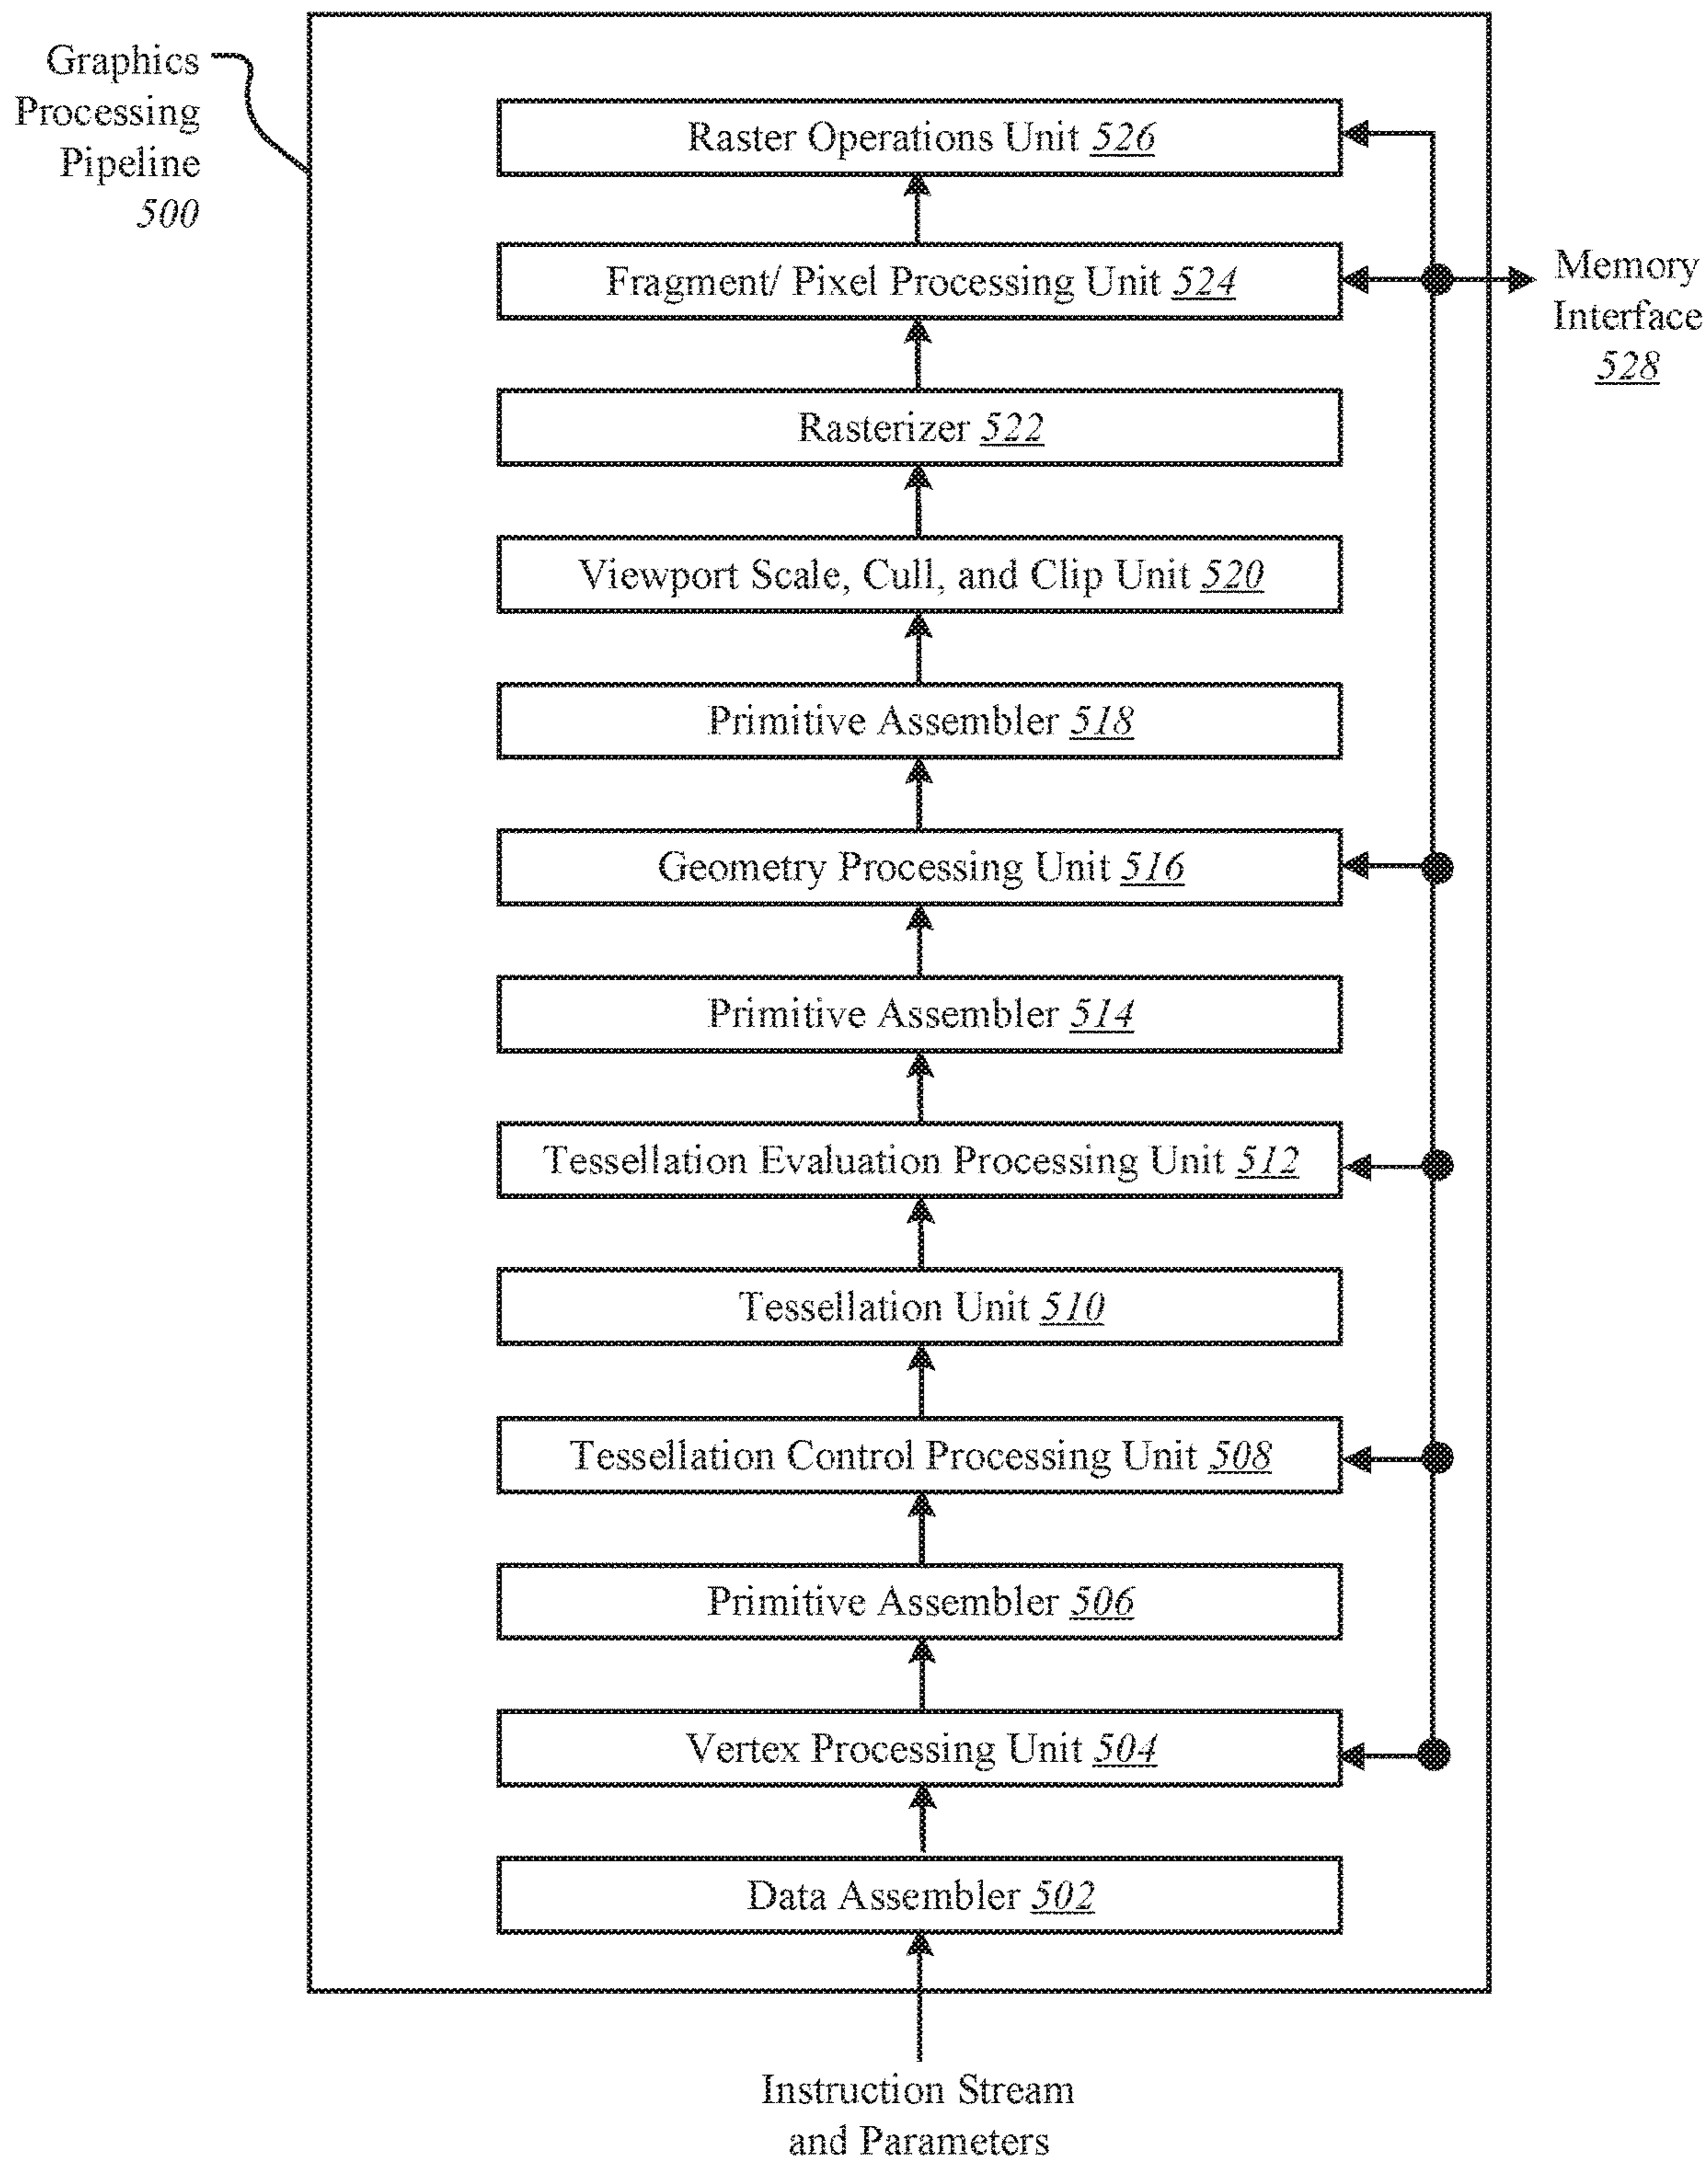 Graphics
Processing
Pipeline
500
Raster Operations Unit 526
Fragment/ Pixel Processing Unit 524
Memory
Interface
528
Rasterizer 522
Viewport Scale, Cull, and Clip Unit 520
Primitive Assembler 518
Geometry Processing Unit 516
Primitive Assembler 514
Tessellation Evaluation Processing Unit 512
Tessellation Unit 510
Tessellation Control Processing Unit 508
Primitive Assembler 506
Vertex Processing Unit 504
Data Assembler 502
Instruction Stream
and Parameters